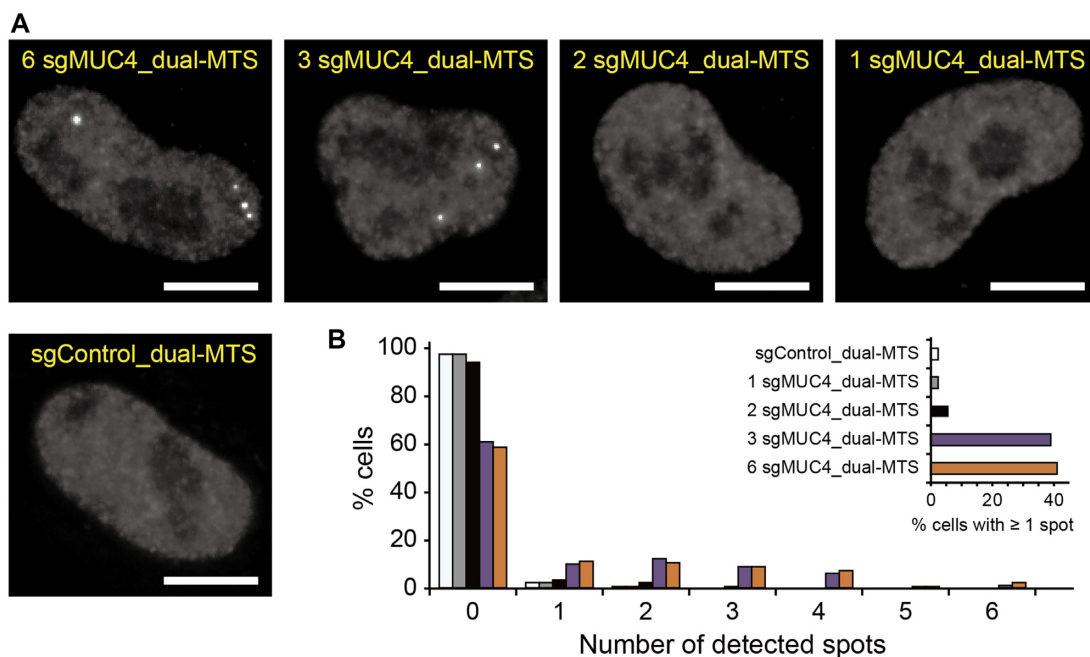 A
6 sgMUC4_dual-MTS
3 sgMUC4_dual-MTS
2 sgMUC4_dual-MTS
1 sgMUC4_dual-MTS
sgControl_dual-MTS
B
100
80
60
40
20
0
% cells
0 1 2 3 4 5 6
Number of detected spots
sgControl_dual-MTS
1 sgMUC4_dual-MTS
2 sgMUC4_dual-MTS
3 sgMUC4_dual-MTS
6 sgMUC4_dual-MTS
0 20 40
% cells with ≥ 1 spot